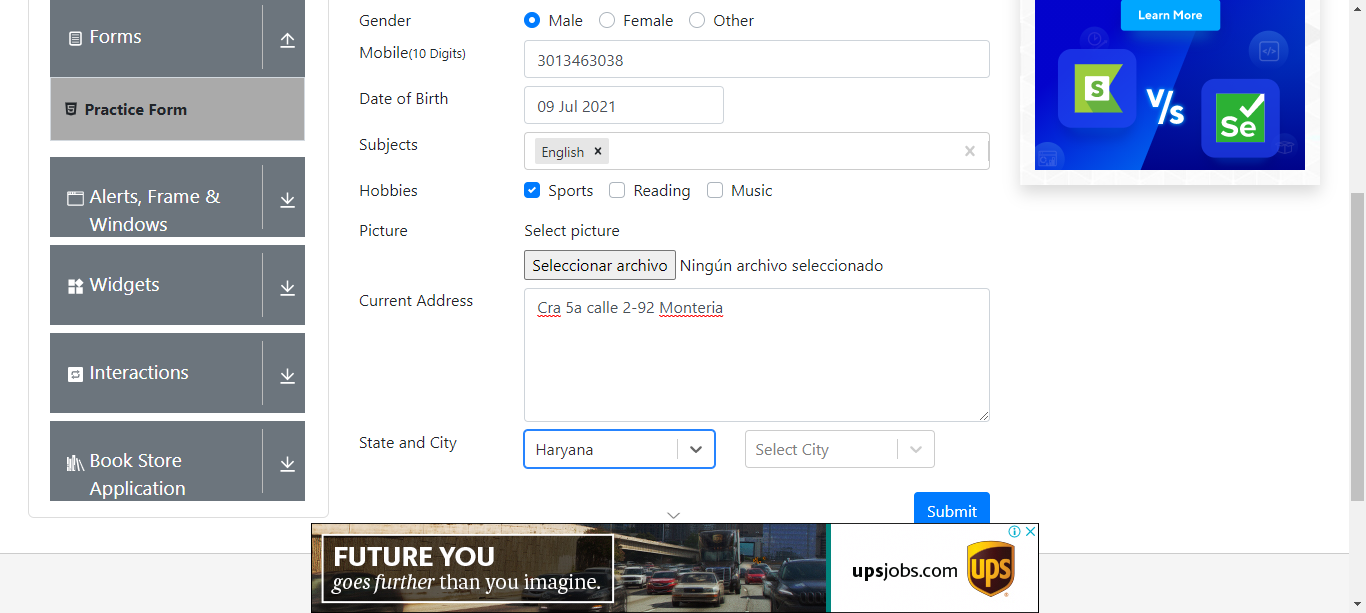 Forms
Practice Form
Alerts, Frame &
Windows
Widgets
Interactions
Book Store
Application
Gender
Male
Female
Other
Mobile(10 Digits)
3013463038
Date of Birth
09 Jul 2021
Subjects
English
Hobbies
Sports
Reading
Music
Picture
Select picture
Seleccionar archivo Ningún archivo seleccionado
Current Address
Cra 5a calle 2-92 Monteria
State and City
Haryana
Select City
Submit
Learn More
S
V/s
Se
FUTURE YOU
goes further than you imagine.
upsjobs.com
ups